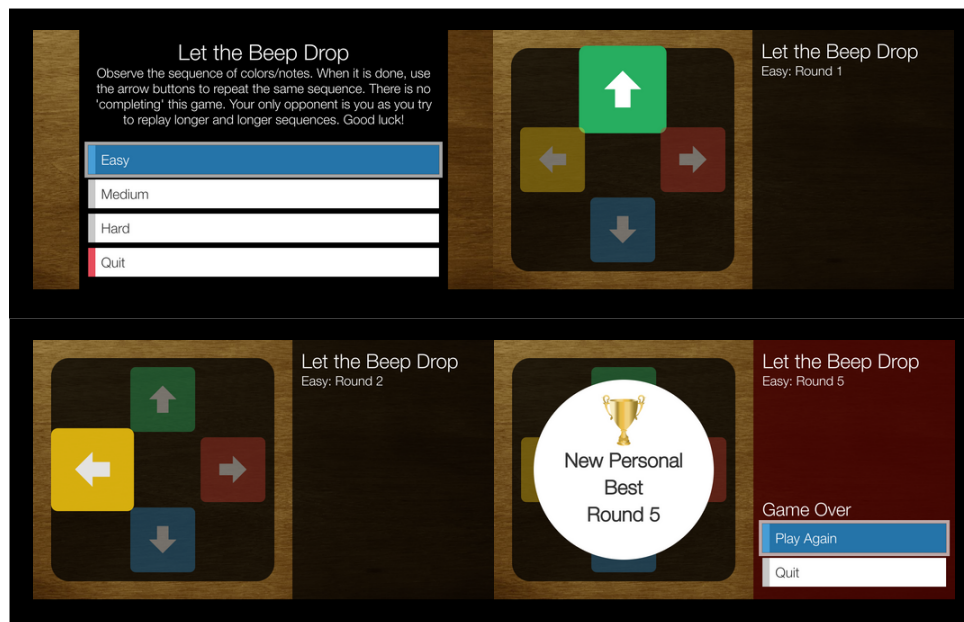 Let the Beep Drop
Observe the sequence of colors/notes. When it is done, use
the arrow buttons to repeat the same sequence. There is no
'completing' this game. Your only opponent is you as you try
to replay longer and longer sequences. Good luck!
Easy
Medium
Hard
Quit
Let the Beep Drop
Easy: Round 1
Let the Beep Drop
Easy: Round 2
New Personal
Best
Round 5
Let the Beep Drop
Easy: Round 5
Game Over
Play Again
Quit